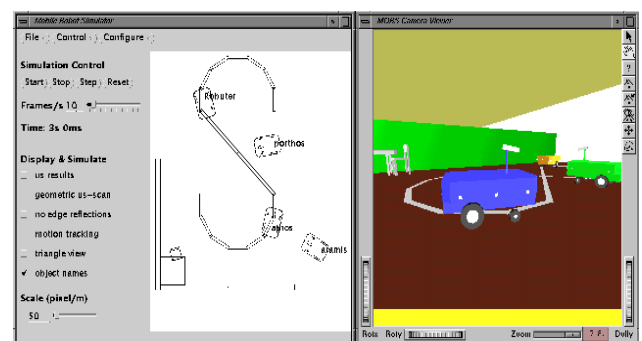 Mobile Robot Simulator
File Control Configure
Simulation Control
Start Stop Step Reset
Frames/s 10
Time: 3s 0ms
Display & Simulate
us results
geometric us-scan
no edge reflections
motion tracking
triangle view
object names
Scale (pixel/m)
50
Robuter
porthos
athos
aramis
MOBS Camera Viewer
?
Rotx Roty Zoom Dolly